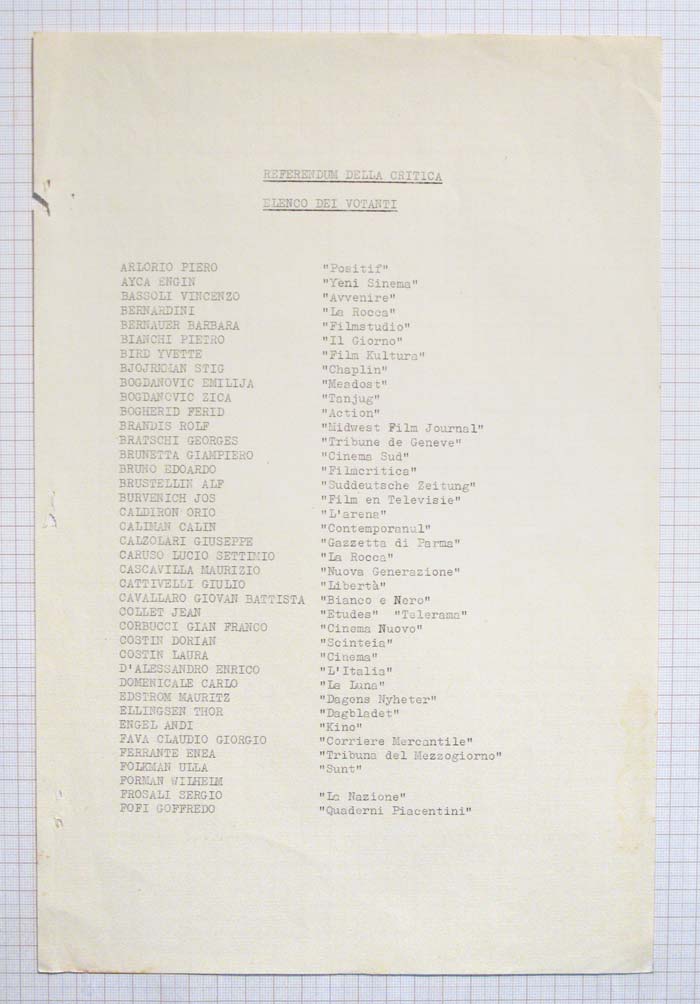 REFERENDUM DELLA CRITICA
ELENCO DEI VOTANTI
ARLORIO PIERO "Positif"
AYCA ENGIN "Yeni Sinema"
BASSOLI VINCENZO "Avvenire"
BERNARDINI "La Rocca"
BERNAUER BARBARA "Filmstudio"
BIANCHI PIETRO "Il Giorno"
BIRD YVETTE "Film Kultura"
BJOJRKMAN STIG "Chaplin"
BOGDANOVIC EMILIJA "Meadost"
BOGDANOVIC ZICA "Tanjug"
BOGHERID FERID "Action"
BRANDIS ROLF "Midwest Film Journal"
BRATSCHI GEORGES "Tribune de Geneve"
BRUNETTA GIAMPIERO "Cinema Sud"
BRUNO EDOARDO "Filmcritica"
BRUSTELLIN ALF "Suddeutsche Zeitung"
BURVENICH JOS "Film en Televisie"
CALDIRON ORIO "L'arena"
CALIMAN CALIN "Contemporanul"
CALZOLARI GIUSEPPE "Gazzetta di Parma"
CARUSO LUCIO SETTIMIO "La Rocca"
CASCAVILLA MAURIZIO "Nuova Generazione"
CATTIVELLI GIULIO "Libertà"
CAVALLARO GIOVAN BATTISTA "Bianco e Nero"
COLLET JEAN "Etudes" "Telerama"
CORBUCCI GIAN FRANCO "Cinema Nuovo"
COSTIN DORIAN "Scinteia"
COSTIN LAURA "Cinema"
D'ALESSANDRO ENRICO "L'Italia"
DOMENICALE CARLO "La Luna"
EDSTROM MAURITZ "Dagens Nyheter"
ELLINGSEN THOR "Dagbladet"
ENGEL ANDI "Kino"
FAVA CLAUDIO GIORGIO "Corriere Mercantile"
FERRANTE ENEA "Tribuna del Mezzogiorno"
FOLKMAN ULLA "Sunt"
FORMAN WILHELM
FROSALI SERGIO "La Nazione"
FOFI GOFFREDO "Quaderni Piacentini"